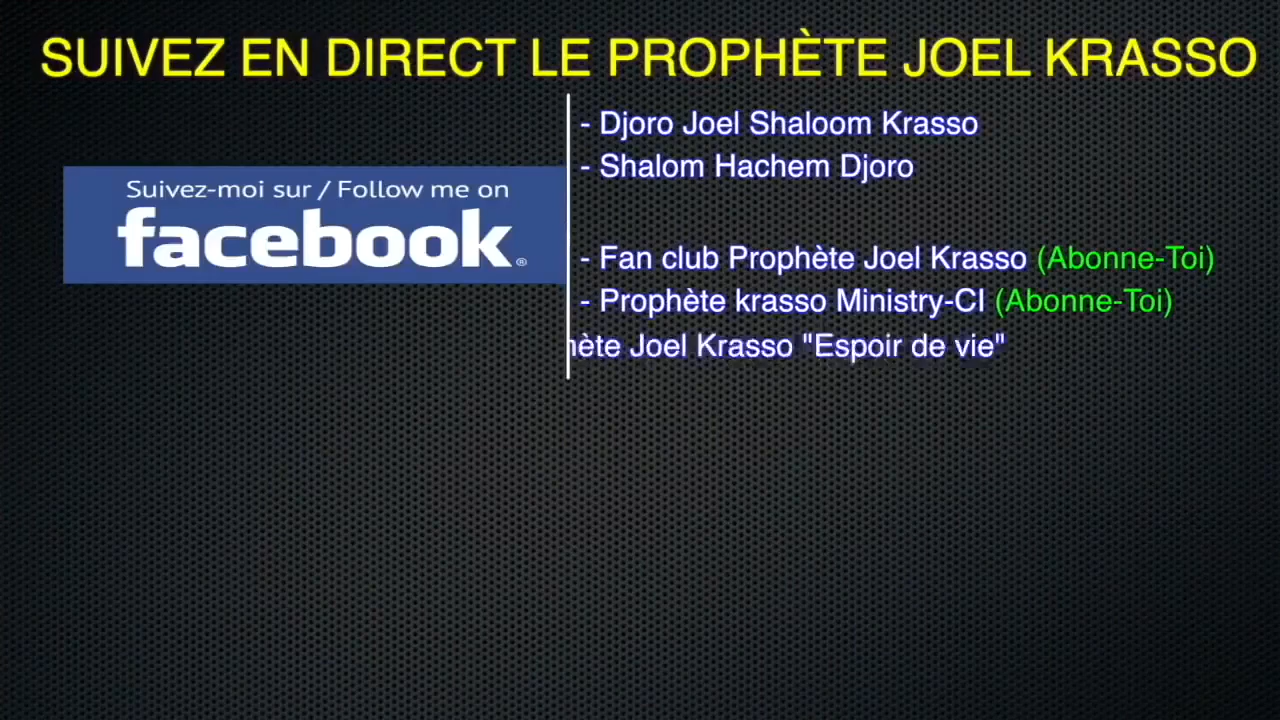 SUIVEZ EN DIRECT LE PROPHÈTE JOEL KRASSO
Suivez-moi sur / Follow me on
facebook®
- Djoro Joel Shaloom Krasso
- Shalom Hachem Djoro
- Fan club Prophète Joel Krasso (Abonne-Toi)
- Prophète krasso Ministry-CI (Abonne-Toi)
Joel Krasso "Espoir de vie"